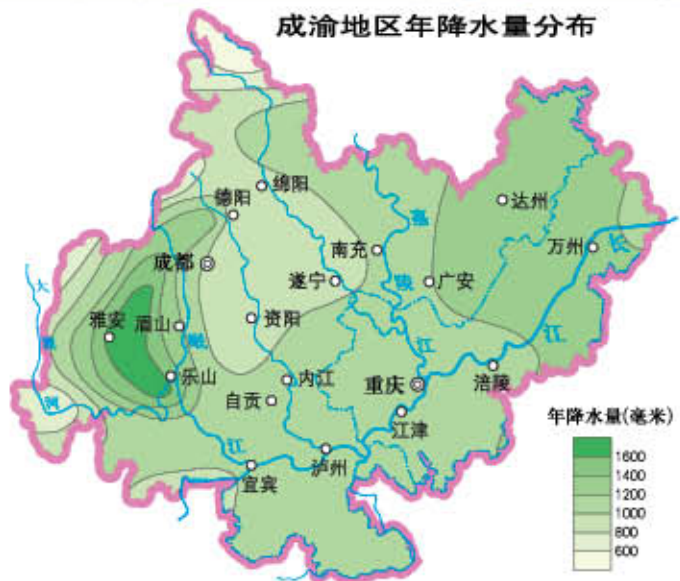 成渝地区年降水量分布
绵阳
德阳
达州
嘉
成都
南充
万州
长
大
遂宁
陵
广安
雅安
眉山
岷
资阳
江
江
渡
河
乐山
内江
重庆
涪陵
自贡
江津
江
泸州
宜宾
年降水量(毫米)
1600
1400
1200
1000
800
600